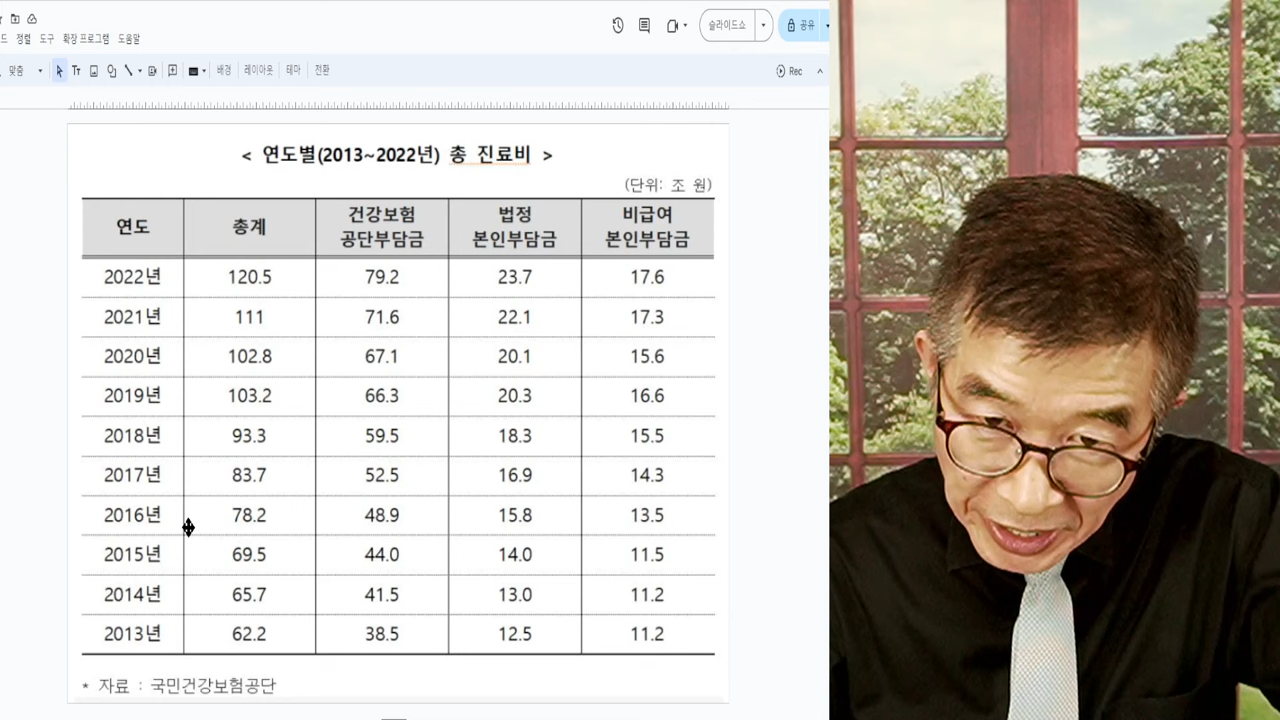 슬라이드쇼
공유
정렬 도구 확장 프로그램 도움말
맞춤
Tт
배경 레이아웃 테마 전환
Rec
< 연도별(2013~2022년) 총 진료비 >
(단위: 조 원)
연도 총계 건강보험 공단부담금 법정 본인부담금 비급여 본인부담금
2022년 120.5 79.2 23.7 17.6
2021년 111 71.6 22.1 17.3
2020년 102.8 67.1 20.1 15.6
2019년 103.2 66.3 20.3 16.6
2018년 93.3 59.5 18.3 15.5
2017년 83.7 52.5 16.9 14.3
2016년 78.2 48.9 15.8 13.5
2015년 69.5 44.0 14.0 11.5
2014년 65.7 41.5 13.0 11.2
2013년 62.2 38.5 12.5 11.2
* 자료 : 국민건강보험공단